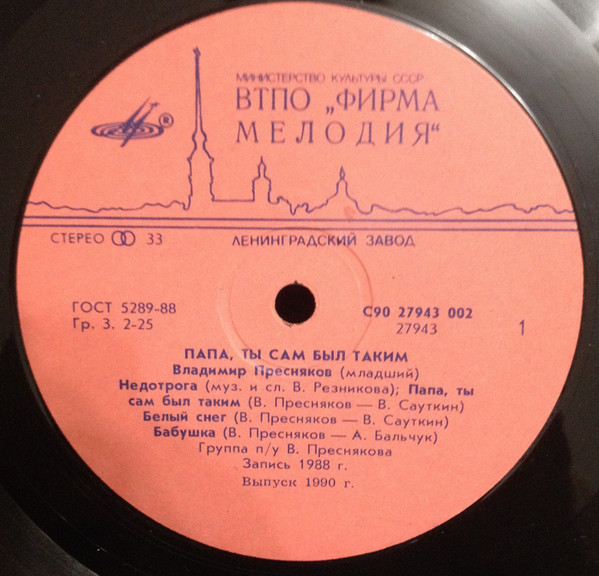 МИНИСТЕРСТВО КУЛЬТУРЫ СССР
ВТПО „ФИРМА
МЕЛОДИЯ“
®
СТЕРЕО 33
ЛЕНИНГРАДСКИЙ ЗАВОД
ГОСТ 5289-88
Гр. 3. 2-25
С90 27943 002
27943
1
ПАПА, ТЫ САМ БЫЛ ТАКИМ
Владимир Пресняков (младший)
Недотрога (муз. и сл. В. Резникова); Папа, ты
сам был таким (В. Пресняков — В. Сауткин)
Белый снег (В. Пресняков — В. Сауткин)
Бабушка (В. Пресняков — А. Бальчук)
Группа п/у В. Преснякова
Запись 1988 г.
Выпуск 1990 г.